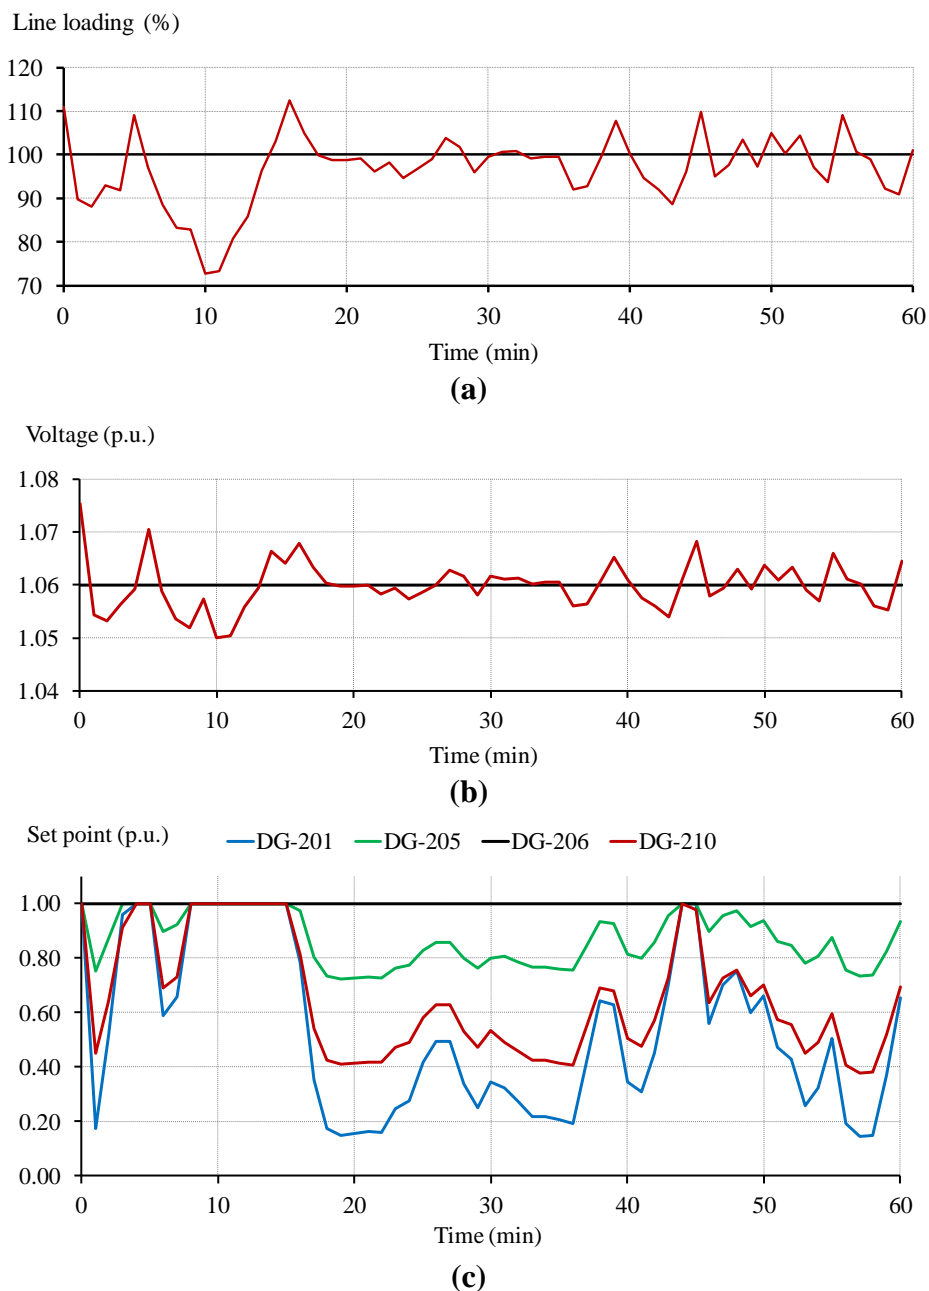 Line loading (%)
120
110
100
90
80
70
0 10 20 30 40 50 60
Time (min)
(a)
Voltage (p.u.)
1.08
1.07
1.06
1.05
1.04
0 10 20 30 40 50 60
Time (min)
(b)
Set point (p.u.) DG-201 DG-205 DG-206 DG-210
1.00
0.80
0.60
0.40
0.20
0.00
0 10 20 30 40 50 60
Time (min)
(c)